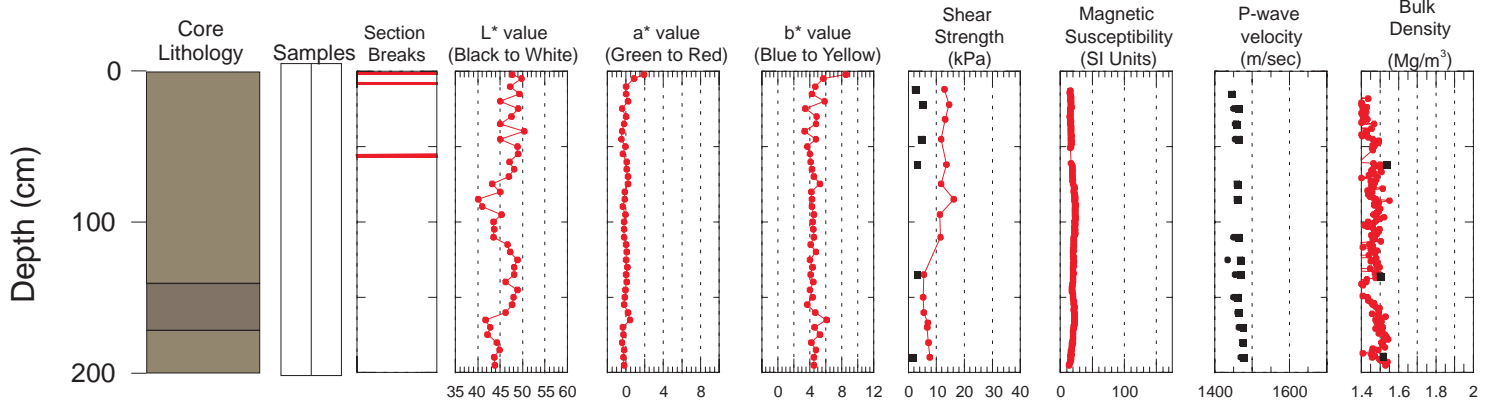 Core
Lithology
Samples
Section
Breaks
L* value
(Black to White)
a* value
(Green to Red)
b* value
(Blue to Yellow)
Shear
Strength
(kPa)
Magnetic
Susceptibility
(SI Units)
P-wave
velocity
(m/sec)
Bulk
Density
(Mg/m³)
Depth (cm)
0
100
200
35 40 45 50 55 60
0 4 8
0 4 8 12
0 10 20 30 40
0 100
1400 1600
1.4 1.6 1.8 2